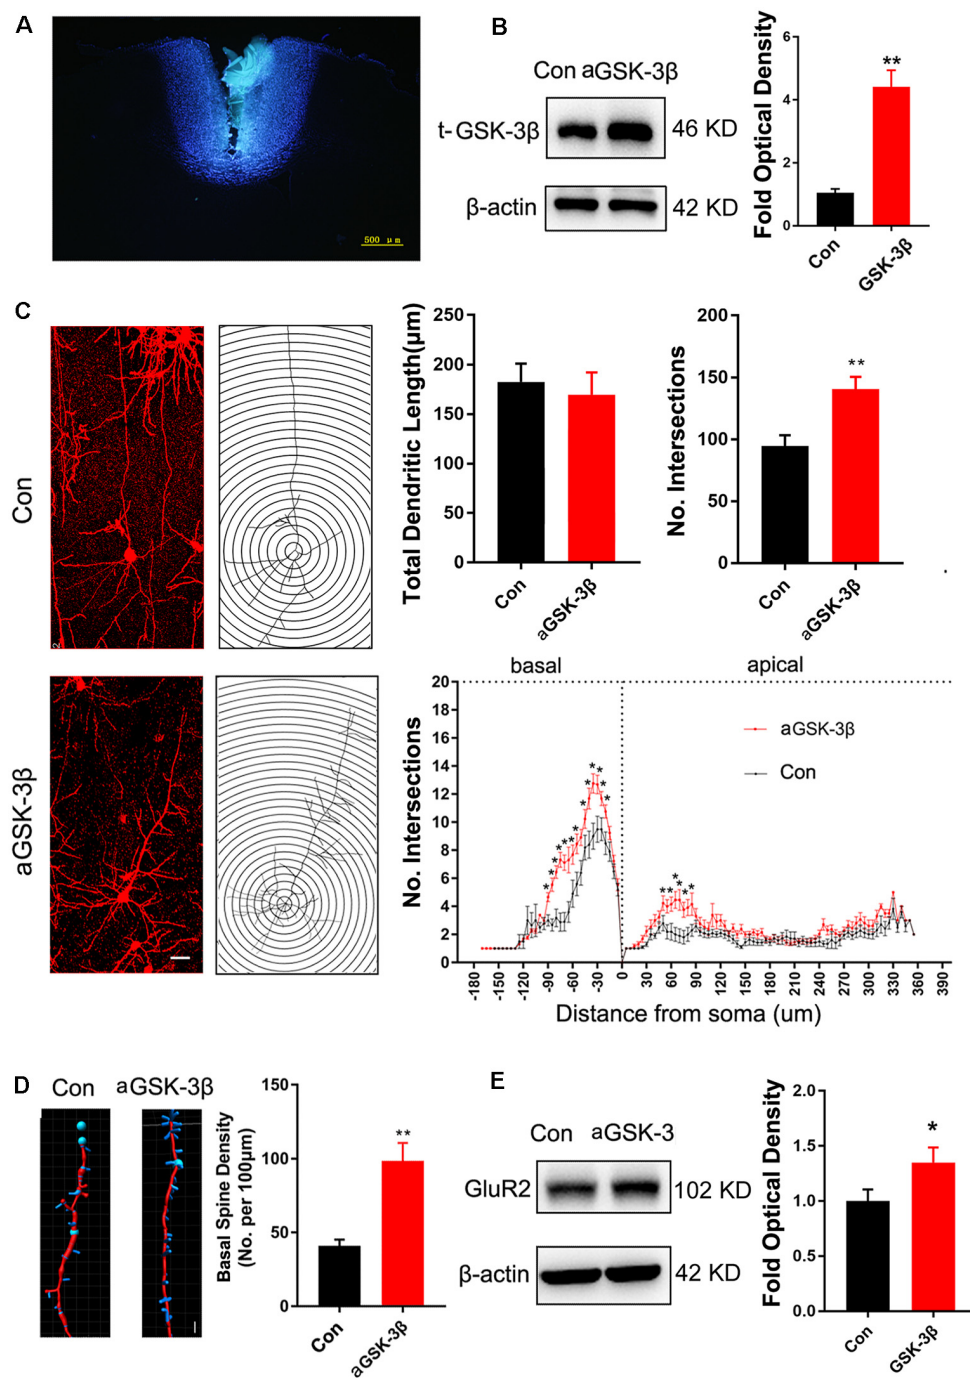 A
500 μm
B
Con aGSK-3β
t-GSK-3β
46 KD
β-actin
42 KD
Fold Optical Density
6
4
2
0
Con
GSK-3β
C
Con
aGSK-3β
2
Total Dendritic Length(μm)
250
200
150
100
50
0
Con
aGSK-3β
No. Intersections
200
150
100
50
0
**
Con
aGSK-3β
**
basal
apical
No. Intersections
20
18
16
14
12
10
8
6
4
2
0
aGSK-3β
Con
-180 -150 -120 -90 -60 -30 0 30 60 90 120 150 180 210 240 270 300 330 360 390
Distance from soma (um)
D
Con aGSK-3β
Basal Spine Density
(No. per 100μm)
150
100
50
0
**
Con
aGSK-3β
E
Con aGSK-3
GluR2
102 KD
β-actin
42 KD
Fold Optical Density
2.0
1.5
1.0
0.5
0.0
*
Con
GSK-3β